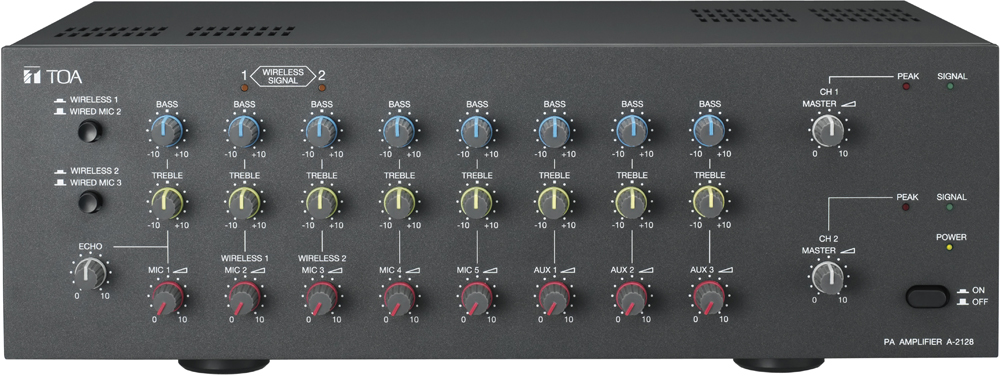 TOA
1 WIRELESS SIGNAL 2
WIRELESS 1
WIRED MIC 2
BASS BASS BASS BASS BASS BASS BASS BASS
-10 +10 -10 +10 -10 +10 -10 +10 -10 +10 -10 +10 -10 +10 -10 +10
CH 1
MASTER
0 10
PEAK SIGNAL
WIRELESS 2
WIRED MIC 3
TREBLE TREBLE TREBLE TREBLE TREBLE TREBLE TREBLE TREBLE
-10 +10 -10 +10 -10 +10 -10 +10 -10 +10 -10 +10 -10 +10 -10 +10
PEAK SIGNAL
POWER
CH 2
MASTER
0 10
ECHO
0 10
WIRELESS 1 WIRELESS 2
MIC 1 MIC 2 MIC 3 MIC 4 MIC 5 AUX 1 AUX 2 AUX 3
0 10 0 10 0 10 0 10 0 10 0 10 0 10 0 10
ON
OFF
PA AMPLIFIER A-2128